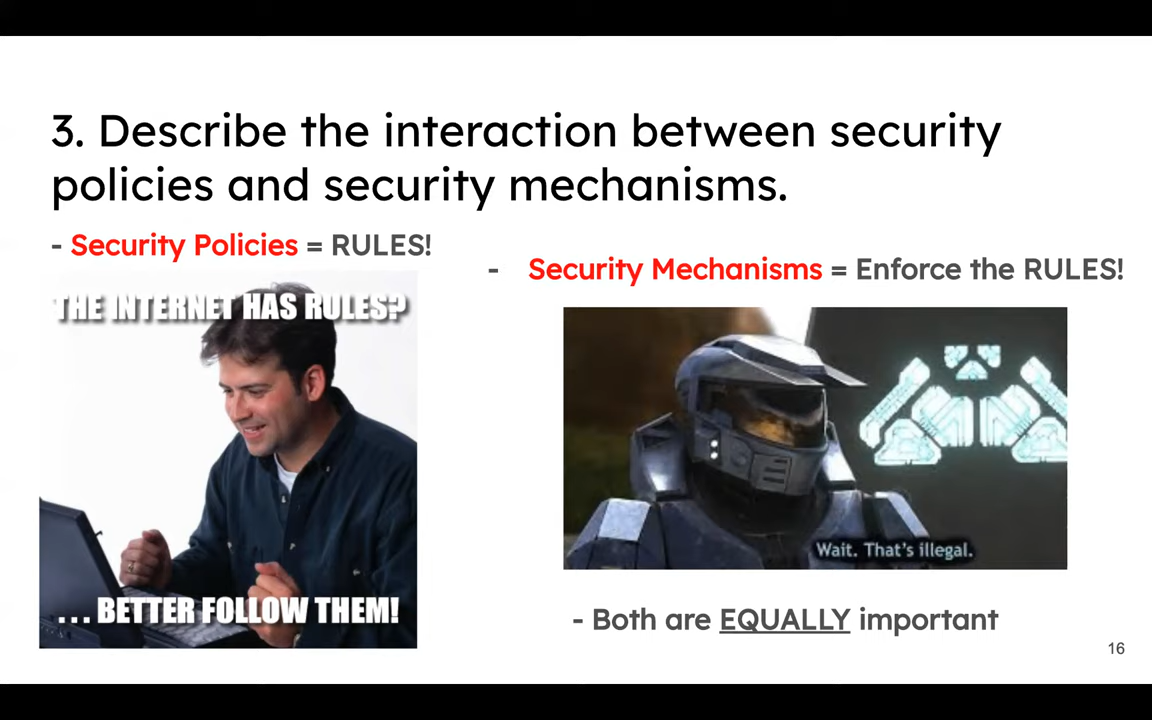 3. Describe the interaction between security
policies and security mechanisms.
- Security Policies = RULES!
THE INTERNET HAS RULES?
... BETTER FOLLOW THEM!
- Security Mechanisms = Enforce the RULES!
Wait. That's illegal.
- Both are EQUALLY important
16